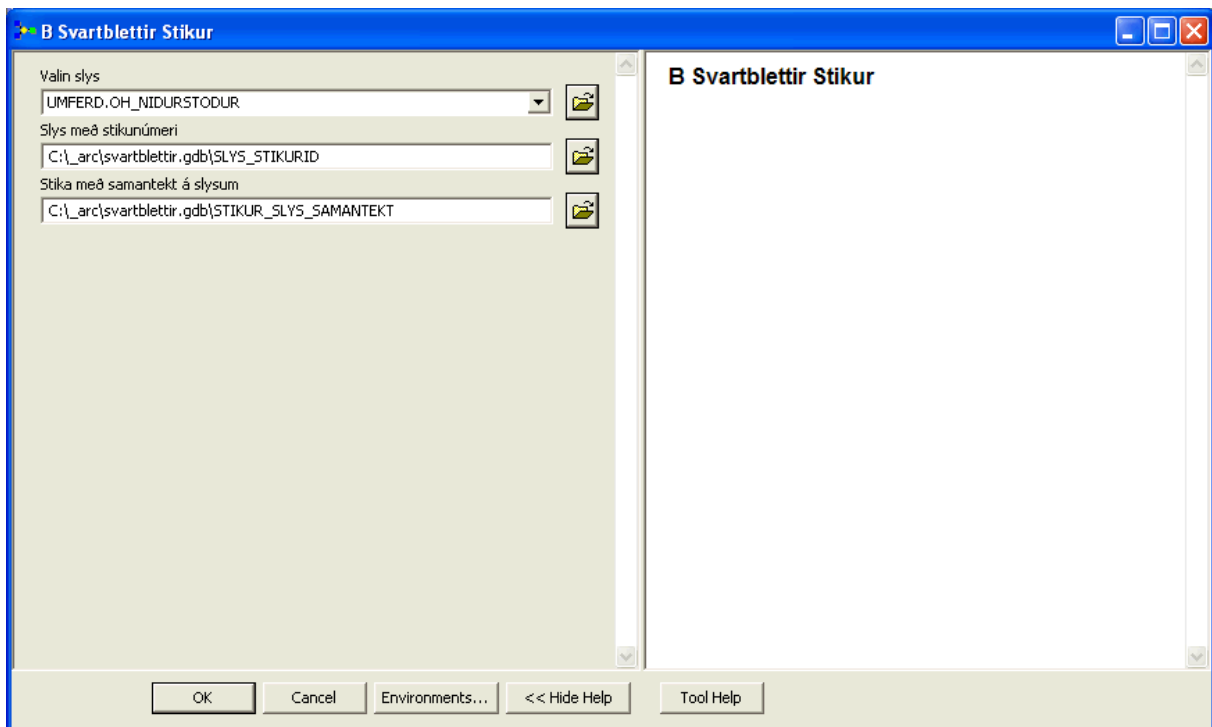 B Svartblettir Stikur
Valin slys
UMFERD.OH_NIDURSTODUR
Slys með stikunúmeri
C:\_arc\svartblettir.gdb\SLYS_STIKURID
Stika með samantekt á slysum
C:\_arc\svartblettir.gdb\STIKUR_SLYS_SAMANTEKT
B Svartblettir Stikur
OK
Cancel
Environments...
<< Hide Help
Tool Help